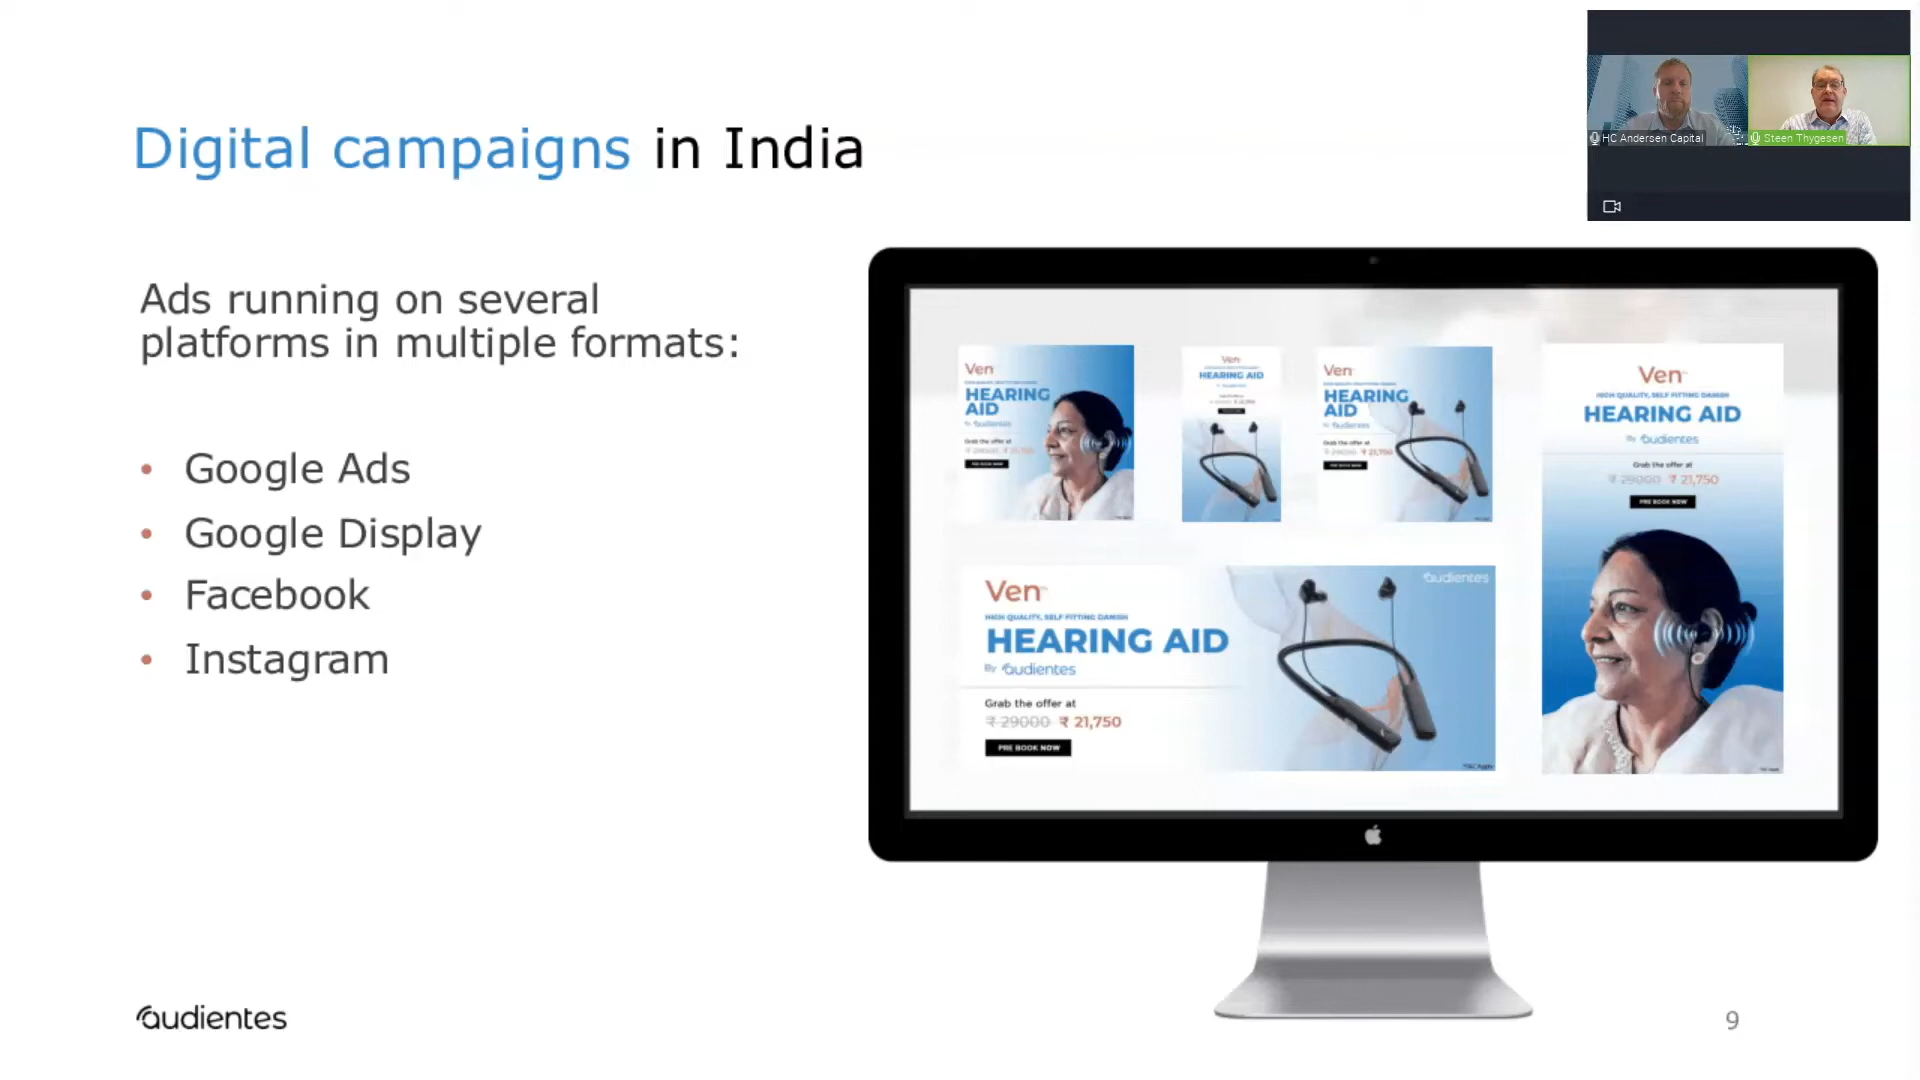 HC Andersen Capital
Steen Thygesen
Digital campaigns in India
Ads running on several
platforms in multiple formats:
• Google Ads
• Google Display
• Facebook
• Instagram
Ven
HEARING
AID
By audientes
Grab the offer at
₹ 29000 ₹ 21,750
PRE BOOK NOW
Ven
HEARING AID
Ven
HEARING
AID
By audientes
Grab the offer at
₹ 29000 ₹ 21,750
PRE BOOK NOW
Ven
HIGH QUALITY, SELF FITTING DANISH
HEARING AID
By audientes
Grab the offer at
₹ 29000 ₹ 21,750
PRE BOOK NOW
audientes
Ven
HIGH QUALITY, SELF FITTING DANISH
HEARING AID
By audientes
Grab the offer at
₹ 29000 ₹ 21,750
PRE BOOK NOW
*T&C Apply
audientes
9